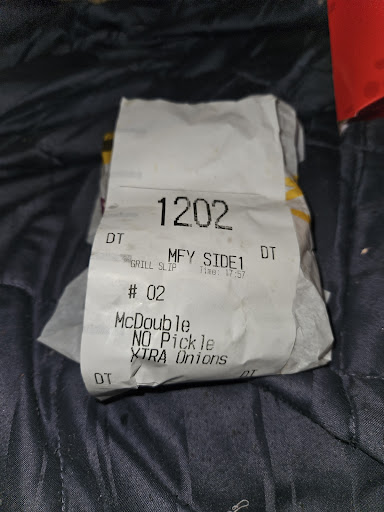 1202
DT
MFY SIDE1
DT
GRILL SLIP Time: 17:57
# 02
McDouble
NO Pickle
XTRA Onions
DT
DT